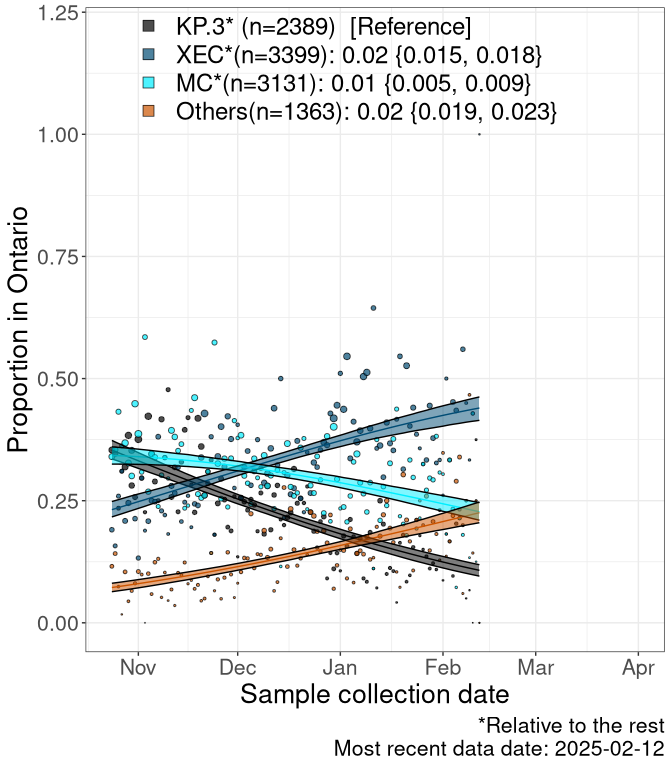 KP.3* (n=2389)  [Reference]
XEC*(n=3399): 0.02 {0.015, 0.018}
MC*(n=3131): 0.01 {0.005, 0.009}
Others(n=1363): 0.02 {0.019, 0.023}
Proportion in Ontario
1.25
1.00
0.75
0.50
0.25
0.00
Nov Dec Jan Feb Mar Apr
Sample collection date
*Relative to the rest
Most recent data date: 2025-02-12